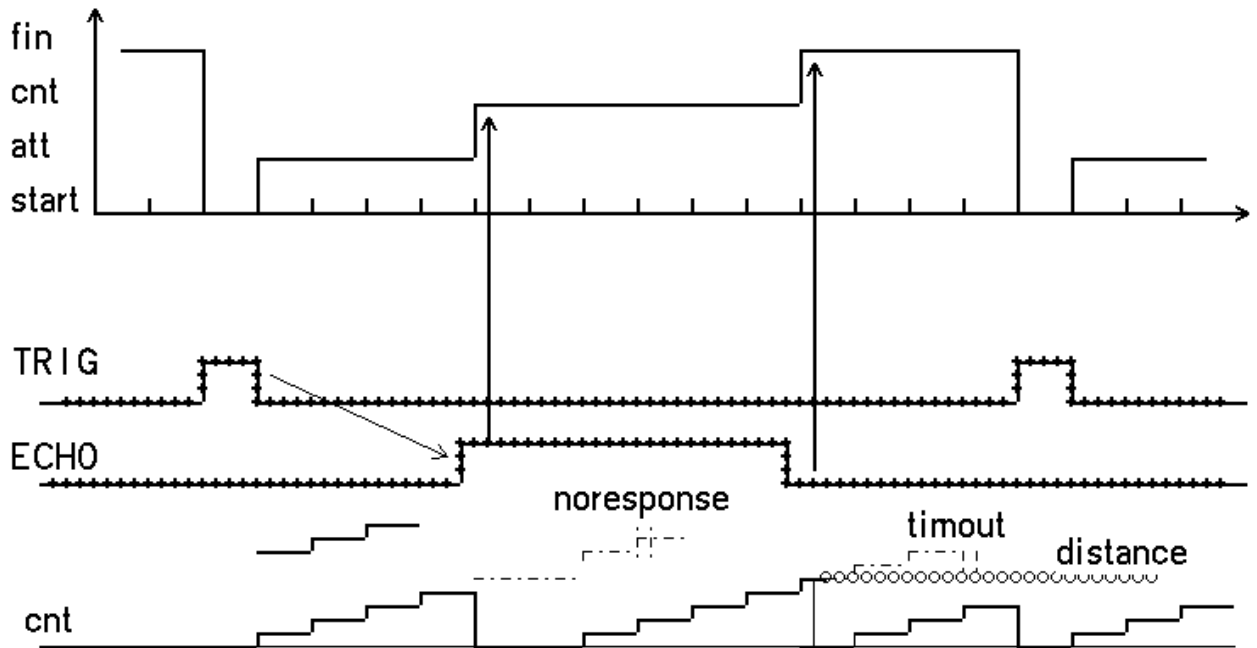 fin
cnt
att
start
TRIG
ECHO
noresponse
timout
distance
cnt